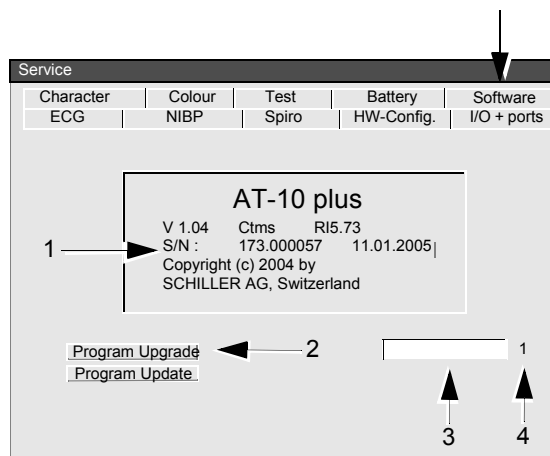 Service
Character Colour Test Battery Software
ECG NIBP Spiro HW-Config. I/O + ports
AT-10 plus
V 1.04 Ctms RI5.73
1 S/N : 173.000057 11.01.2005
Copyright (c) 2004 by
SCHILLER AG, Switzerland
Program Upgrade 2 1
Program Update
3 4